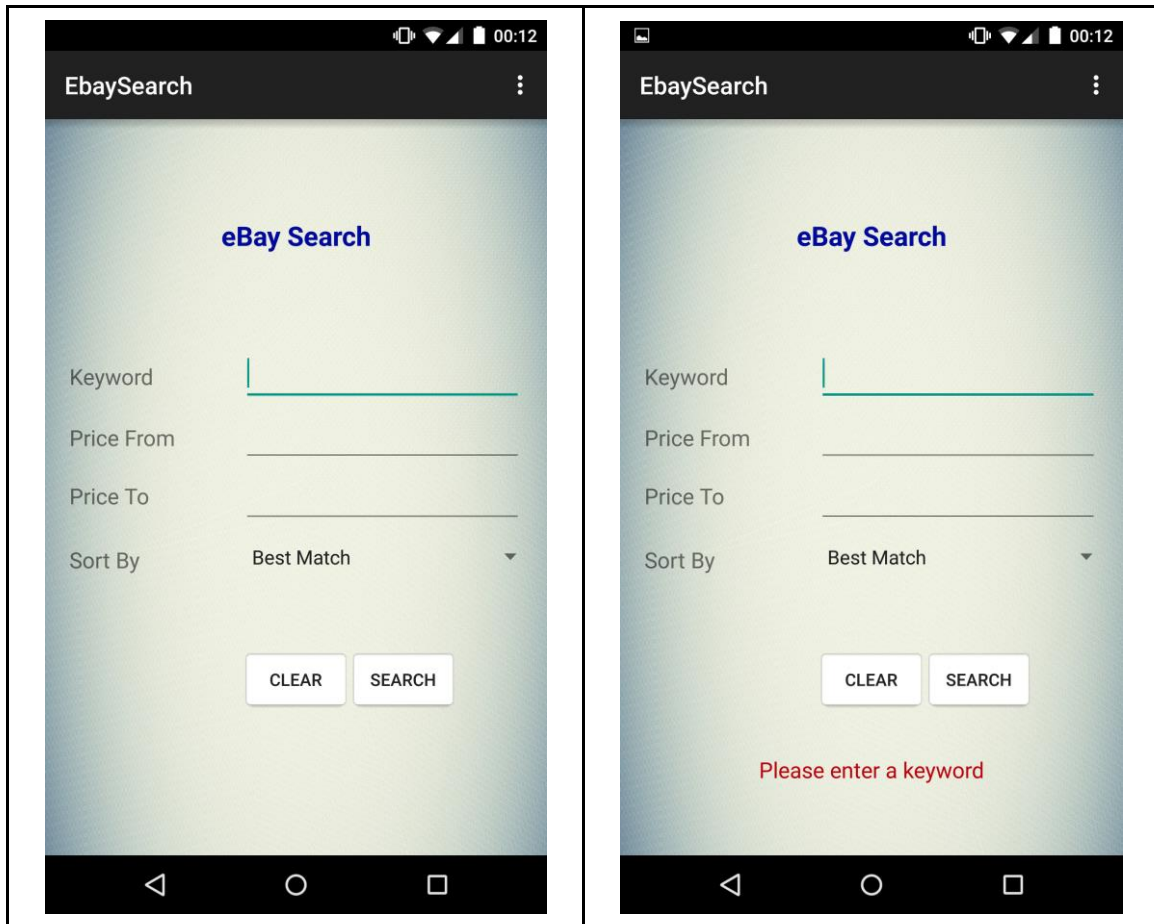 00:12
EbaySearch
eBay Search
Keyword
Price From
Price To
Sort By Best Match
CLEAR SEARCH
00:12
EbaySearch
eBay Search
Keyword
Price From
Price To
Sort By Best Match
CLEAR SEARCH
Please enter a keyword